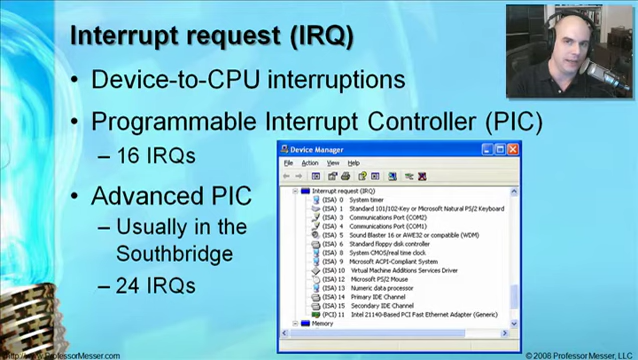 Interrupt request (IRQ)
• Device-to-CPU interruptions
• Programmable Interrupt Controller (PIC)
– 16 IRQs
• Advanced PIC
– Usually in the
Southbridge
– 24 IRQs
Device Manager
File Action View Help
Interrupt request (IRQ)
(ISA) 0 System timer
(ISA) 1 Standard 101/102-Key or Microsoft Natural PS/2 Keyboard
(ISA) 3 Communications Port (COM2)
(ISA) 4 Communications Port (COM1)
(ISA) 5 Sound Blaster 16 or AWE32 or compatible (WDM)
(ISA) 6 Standard floppy disk controller
(ISA) 8 System CMOS/real time clock
(ISA) 9 Microsoft ACPI-Compliant System
(ISA) 10 Virtual Machine Additions Services Driver
(ISA) 12 Microsoft PS/2 Mouse
(ISA) 13 Numeric data processor
(ISA) 14 Primary IDE Channel
(ISA) 15 Secondary IDE Channel
(PCI) 11 Intel 21140-Based PCI Fast Ethernet Adapter (Generic)
Memory
http://www.ProfessorMesser.com
© 2008 Professor Messer, LLC